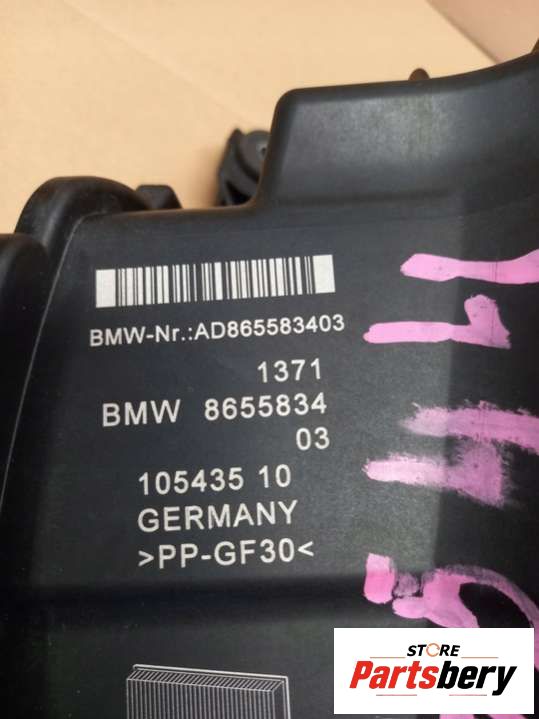 BMW-Nr.:AD865583403
1371
BMW 8655834
03
105435 10
GERMANY
>PP-GF30<
STORE
Partsbery